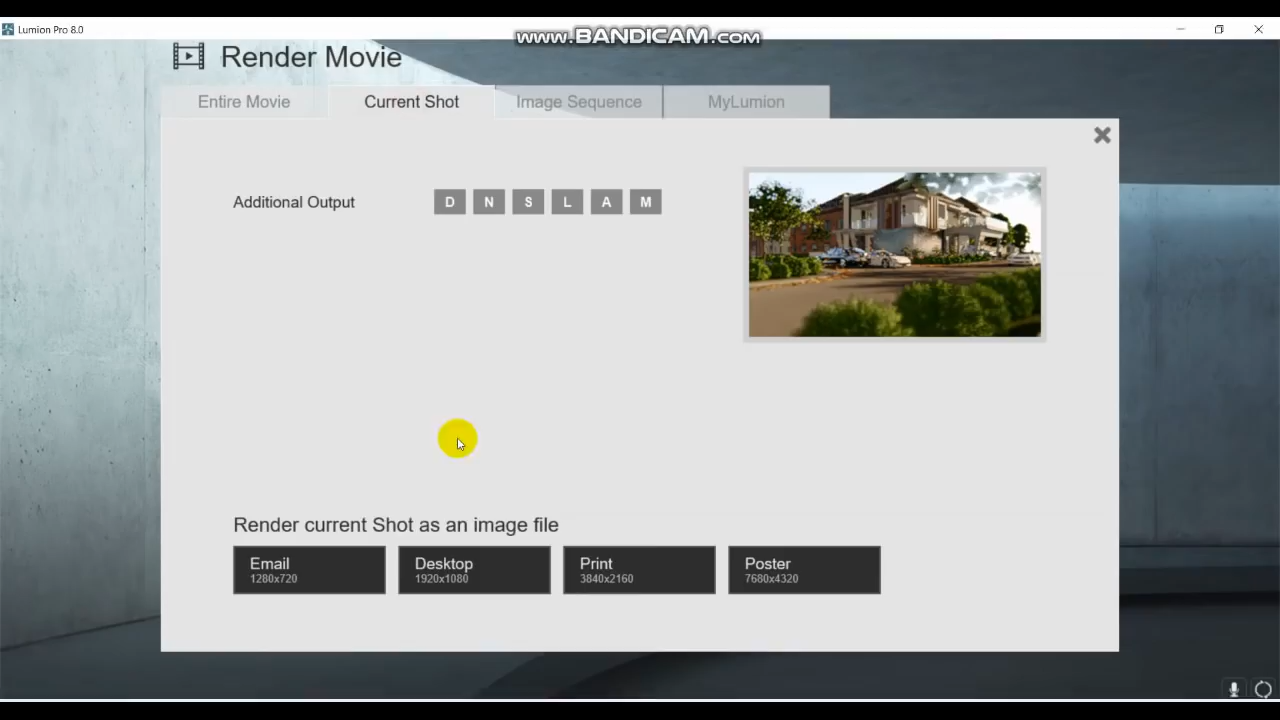 Lumion Pro 8.0
www.BANDICAM.com
Render Movie
Entire Movie
Current Shot
Image Sequence
MyLumion
Additional Output
D N S L A M
Render current Shot as an image file
Email
1280x720
Desktop
1920x1080
Print
3840x2160
Poster
7680x4320